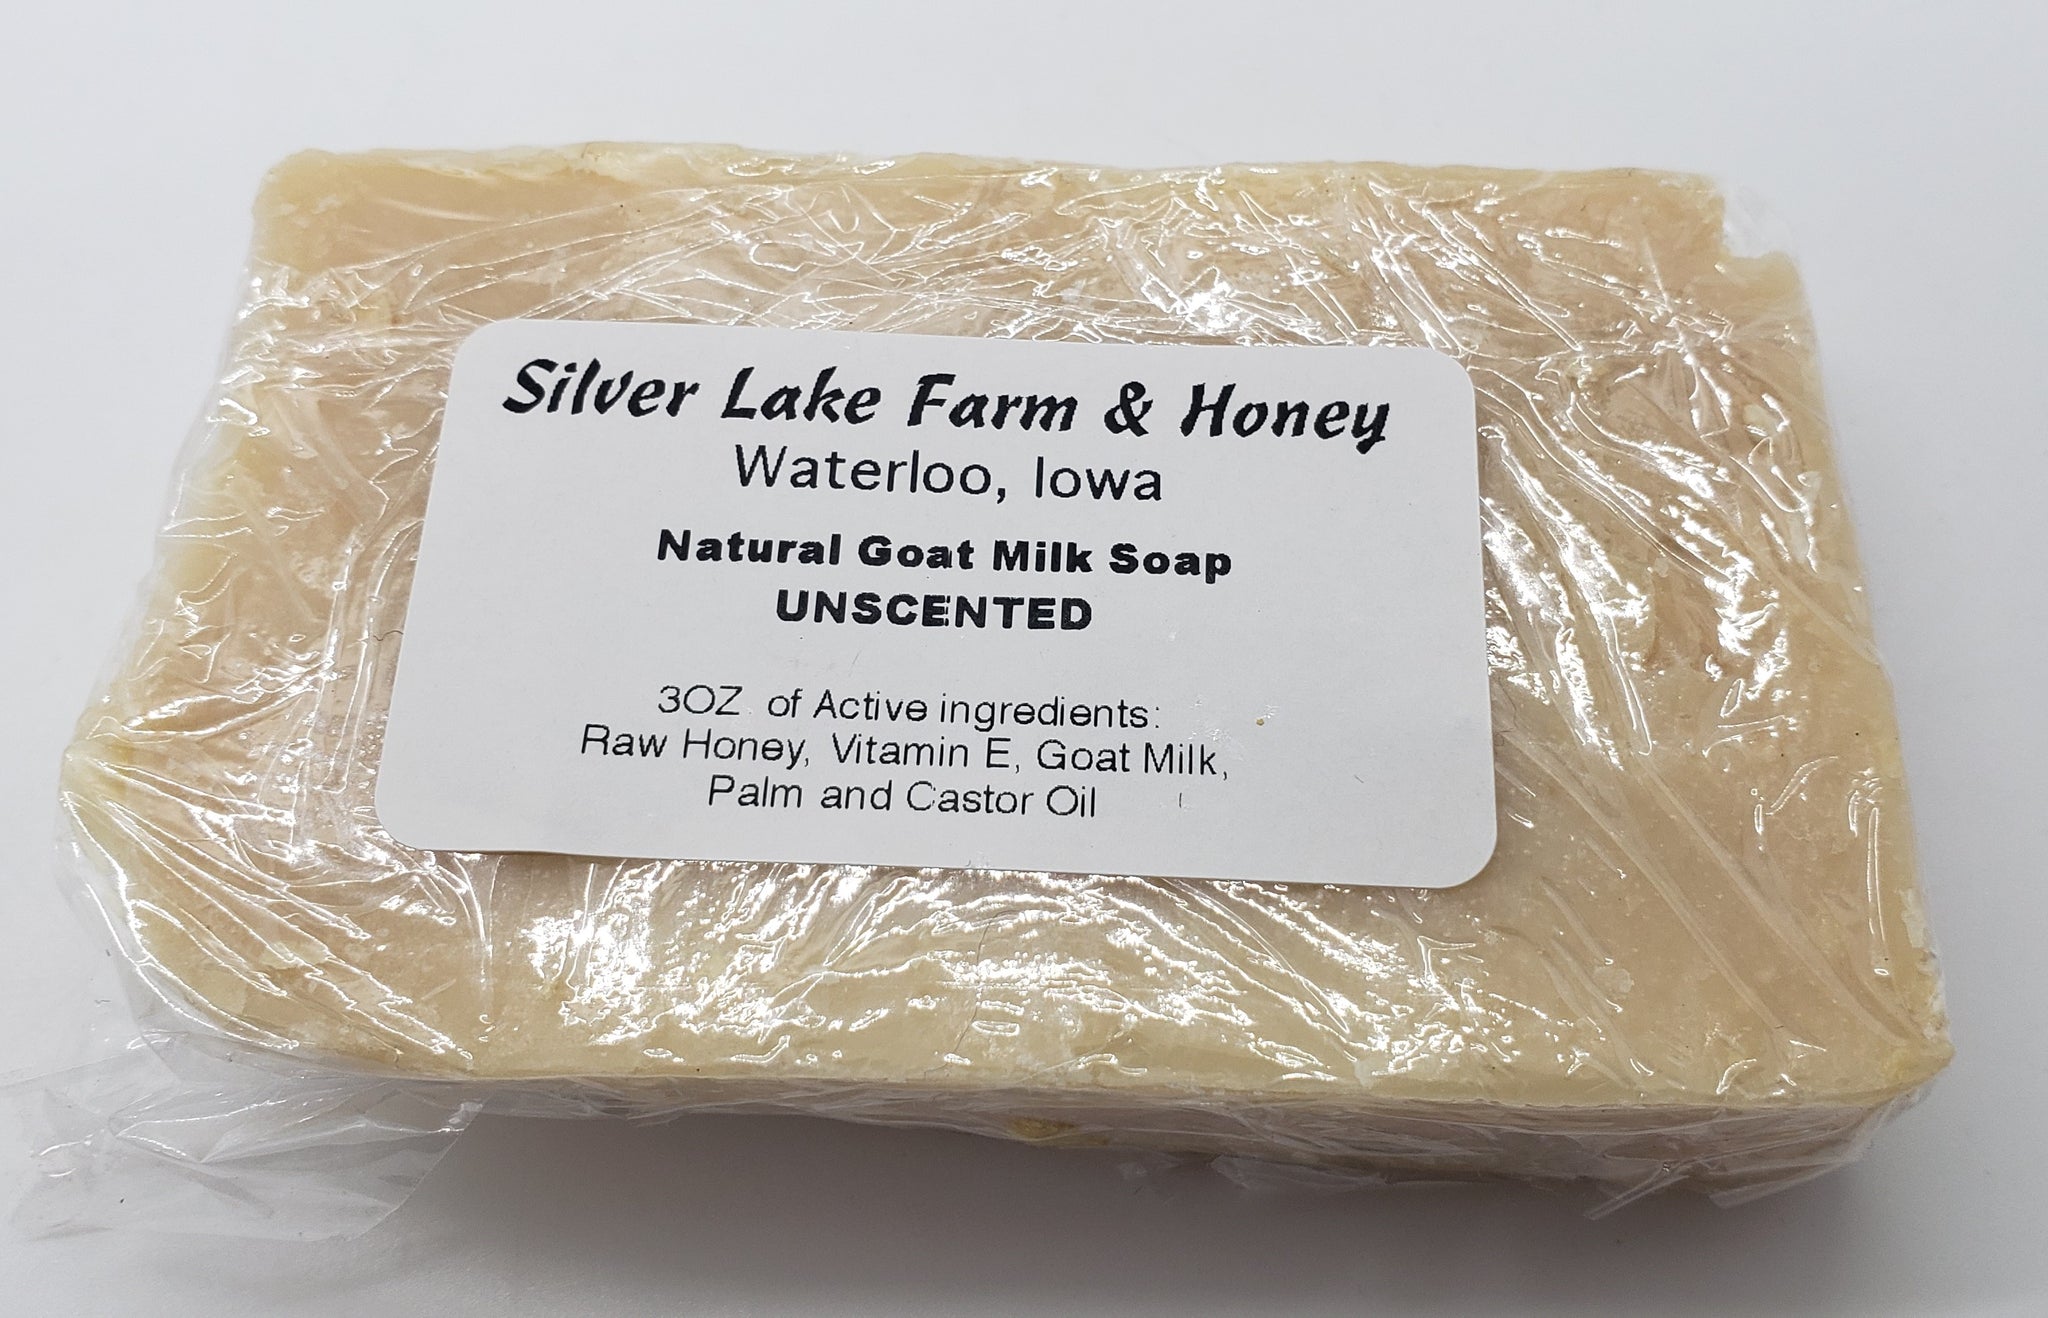 Silver Lake Farm & Honey
Waterloo, Iowa
Natural Goat Milk Soap
UNSCENTED
3OZ of Active ingredients:
Raw Honey, Vitamin E, Goat Milk,
Palm and Castor Oil